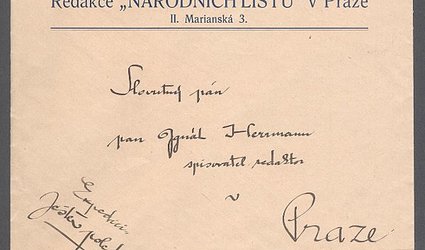 Redakce „NÁRODNÍCH LISTŮ" v Praze
II. Marianská 3.
Slovutný pán
pan Ignát Herrmann
spisovatel redaktor
v
Praze